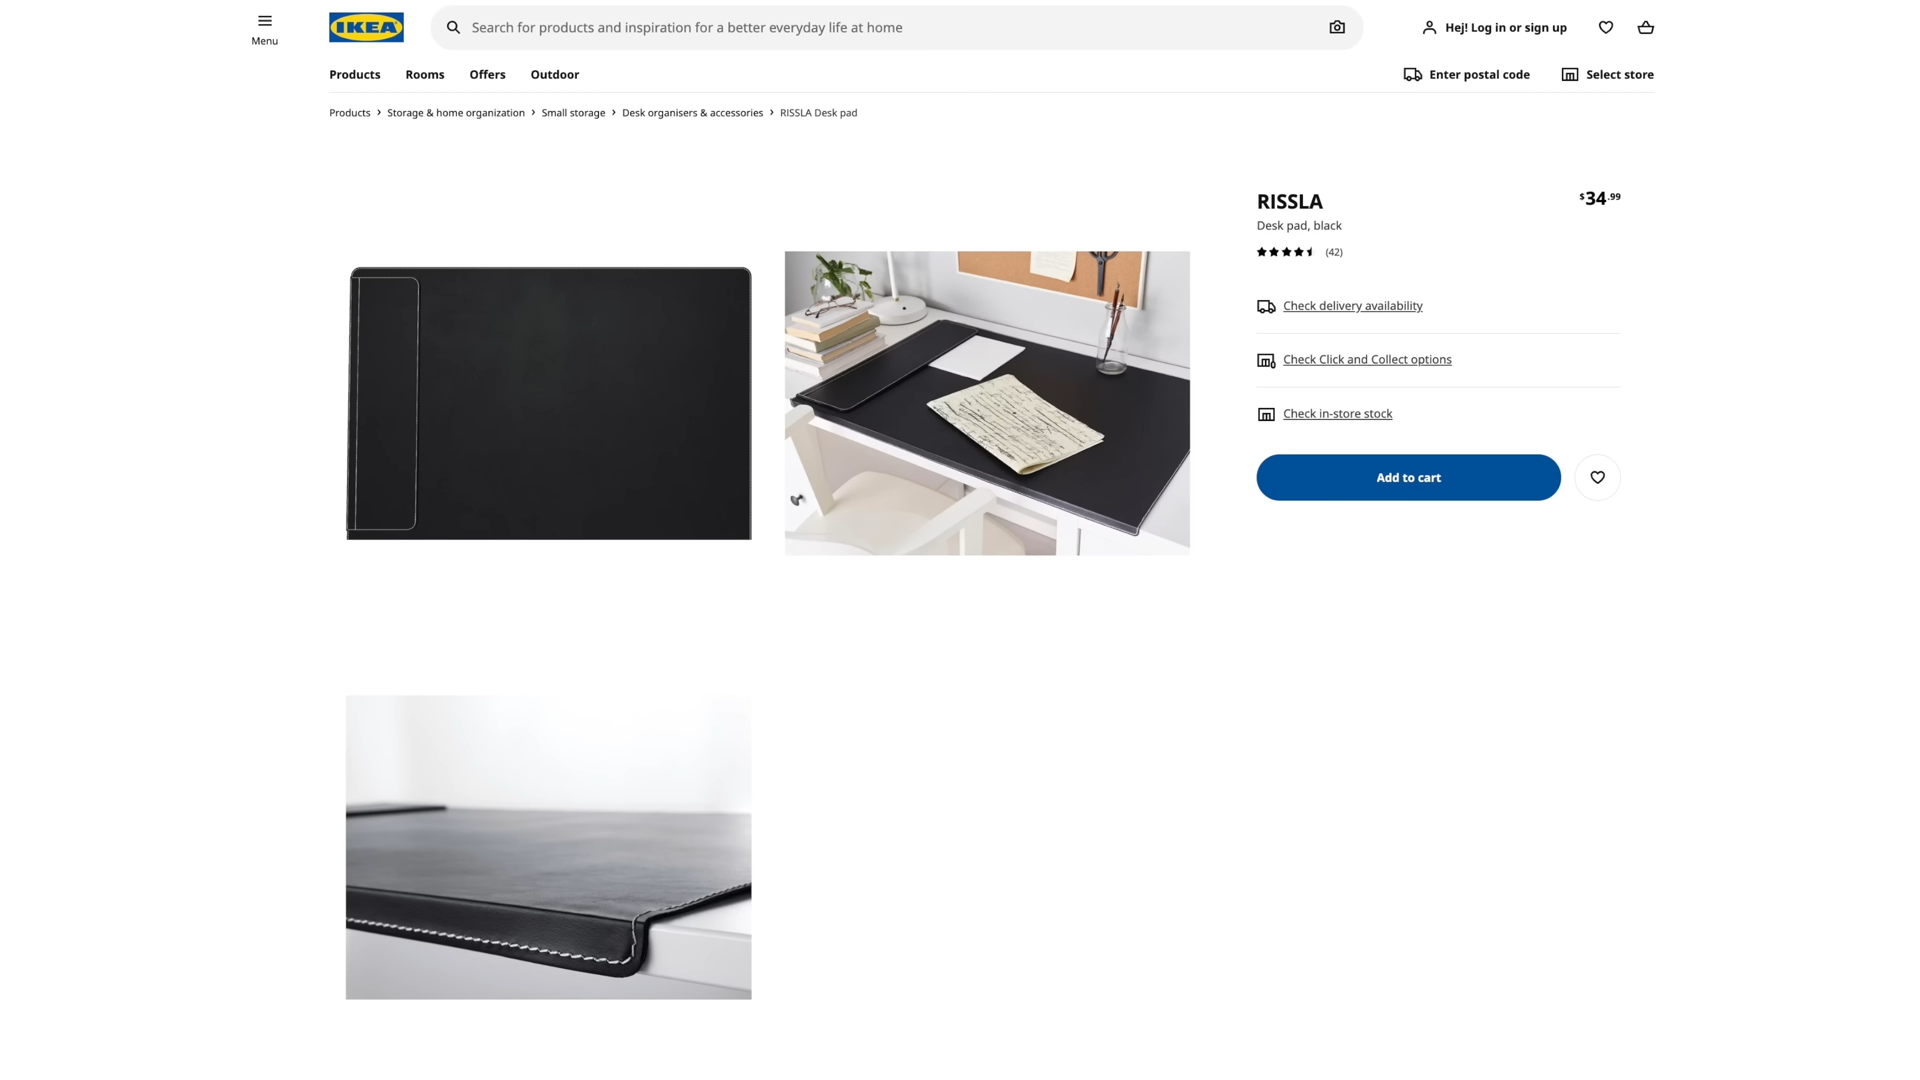 Menu
IKEA
Search for products and inspiration for a better everyday life at home
Hej! Log in or sign up
Products
Rooms
Offers
Outdoor
Enter postal code
Select store
Products › Storage & home organization › Small storage › Desk organisers & accessories › RISSLA Desk pad
RISSLA
$34.99
Desk pad, black
(42)
Check delivery availability
Check Click and Collect options
Check in-store stock
Add to cart